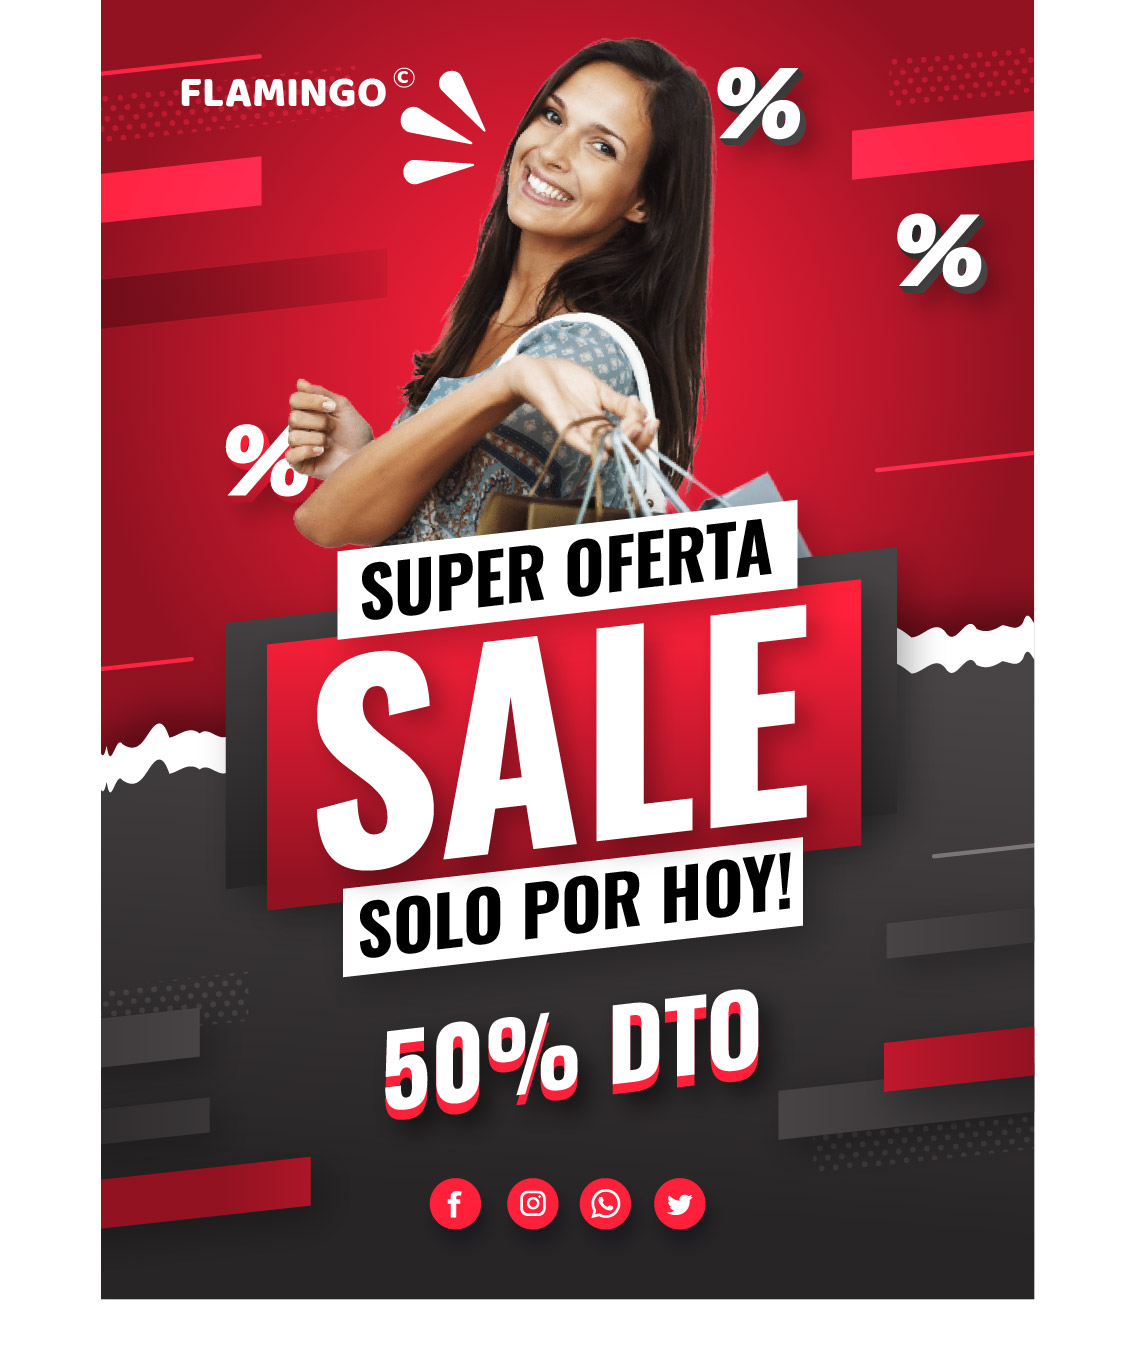 FLAMINGO ©
%
%
%
SUPER OFERTA
SALE
SOLO POR HOY!
50% DTO